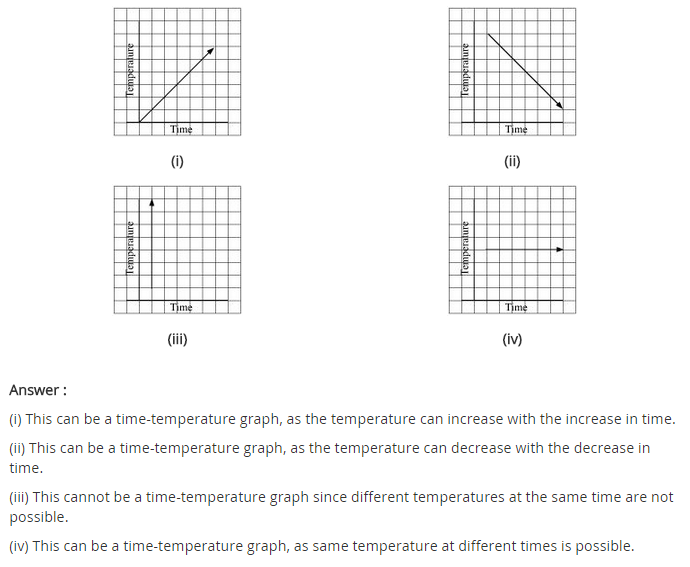 Temperature
Time
(i)
Temperature
Time
(ii)
Temperature
Time
(iii)
Temperature
Time
(iv)
Answer :
(i) This can be a time-temperature graph, as the temperature can increase with the increase in time.
(ii) This can be a time-temperature graph, as the temperature can decrease with the decrease in
time.
(iii) This cannot be a time-temperature graph since different temperatures at the same time are not
possible.
(iv) This can be a time-temperature graph, as same temperature at different times is possible.